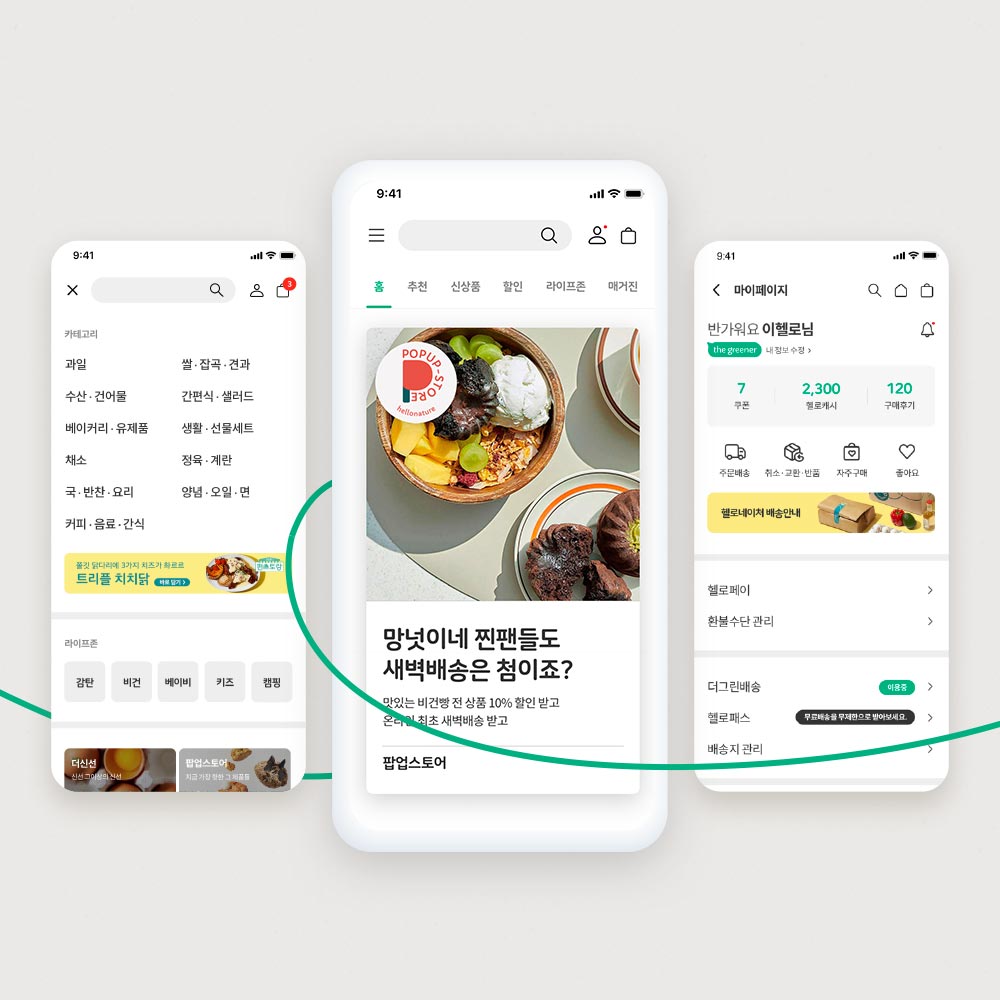 9:41
3
카테고리
과일
쌀·잡곡·견과
수산·건어물
간편식·샐러드
베이커리·유제품
생활·선물세트
채소
정육·계란
국·반찬·요리
양념·오일·면
커피·음료·간식
쫄깃 닭다리에 3가지 치즈가 촤르르
트리플 치치닭
바로 담기 >
라이프존
감탄
비건
베이비
키즈
캠핑
더신선
신선 그 이상의 신선
팝업스토어
지금 가장 핫한 그 제품들
9:41
홈
추천
신상품
할인
라이프존
매거진
POPUP-STORE
hellonature
망넛이네 찐팬들도
새벽배송은 첨이죠?
맛있는 비건빵 전 상품 10% 할인 받고
온라인 최초 새벽배송 받고
팝업스토어
9:41
마이페이지
반가워요 이헬로님
the greener
내 정보 수정 >
7
쿠폰
2,300
헬로캐시
120
구매후기
주문배송
취소·교환·반품
자주구매
좋아요
헬로네이처 배송안내
헬로페이
환불수단 관리
더그린배송
이용중
헬로패스
무료배송을 무제한으로 받아보세요.
배송지 관리